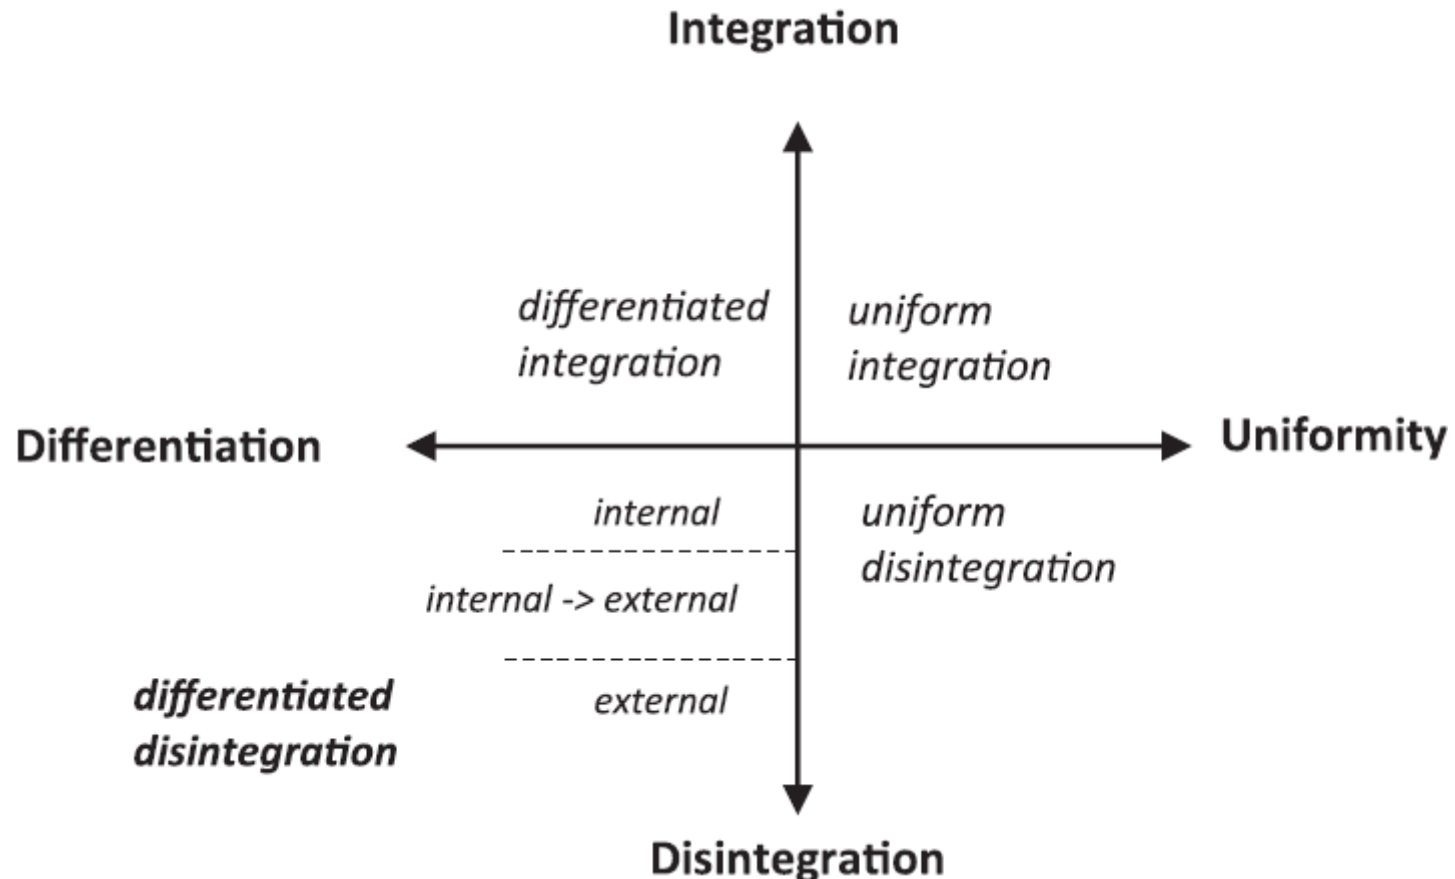 Integration
differentiated
integration
uniform
integration
Differentiation
Uniformity
internal
uniform
disintegration
internal -> external
differentiated
disintegration
external
Disintegration